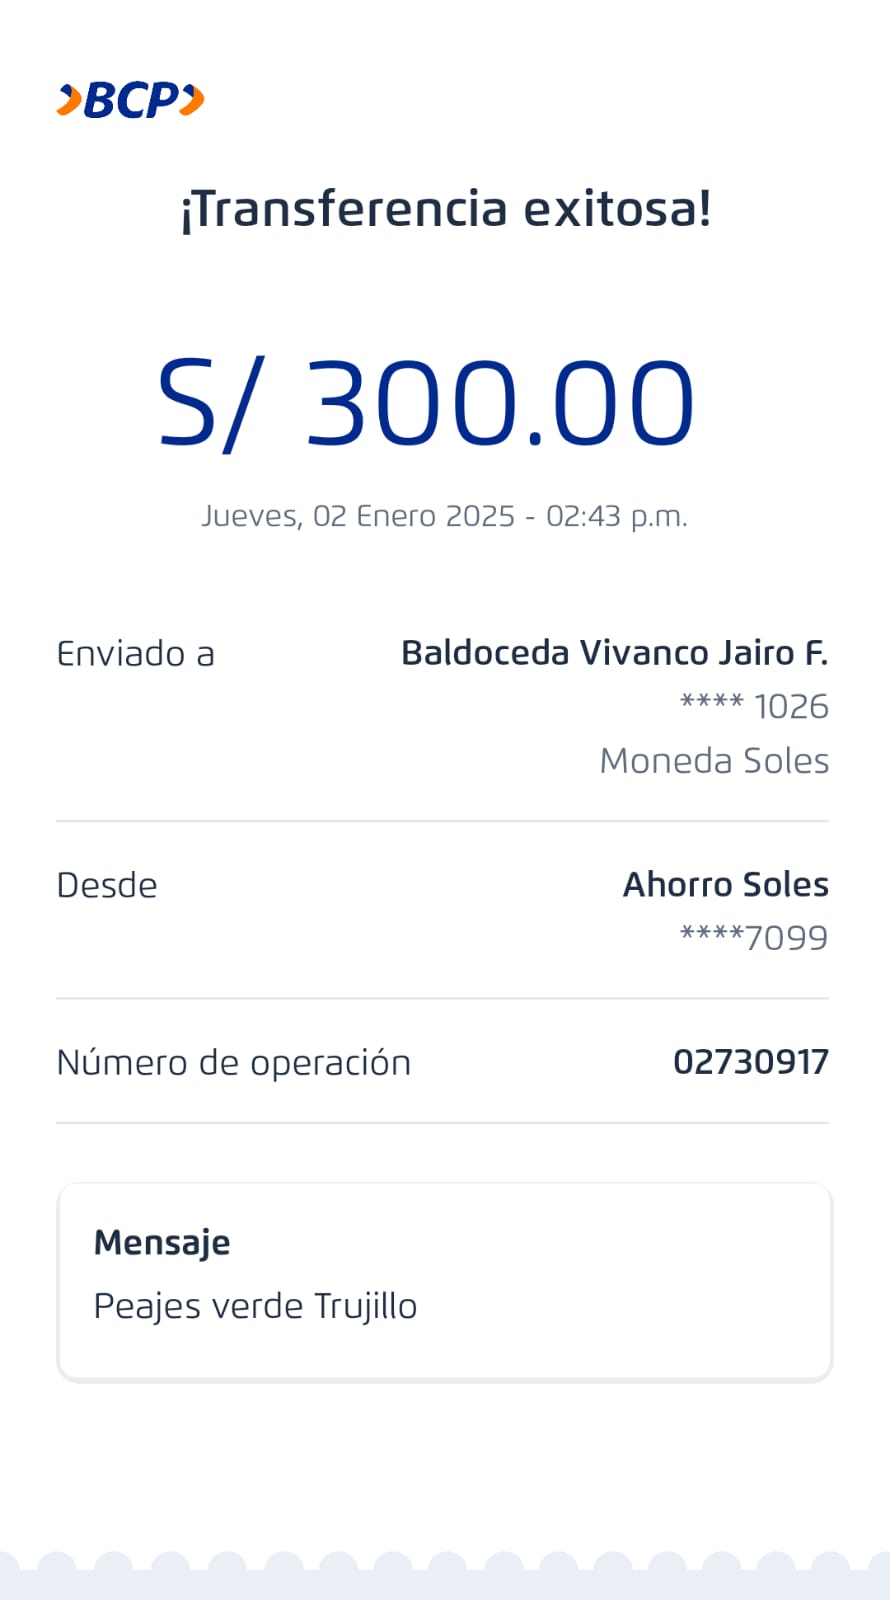 BCP
¡Transferencia exitosa!
S/ 300.00
Jueves, 02 Enero 2025 - 02:43 p.m.
Enviado a Baldoceda Vivanco Jairo F.
**** 1026
Moneda Soles
Desde Ahorro Soles
****7099
Número de operación 02730917
Mensaje
Peajes verde Trujillo